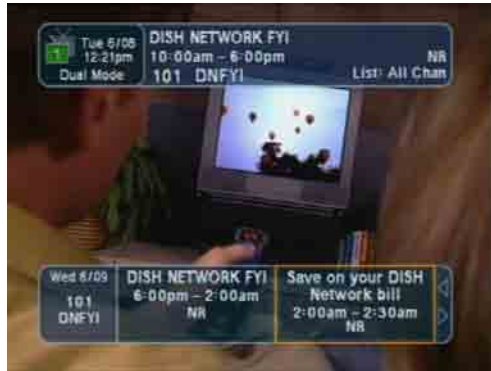 Tue 6/08
12:21pm
Dual Mode
1
DISH NETWORK FYI
10:00am - 6:00pm
NR
101 DNFYI
List: All Chan
Wed 6/09
101
DNFYI
DISH NETWORK FYI
6:00pm - 2:00am
NR
Save on your DISH
Network bill
2:00am - 2:30am
NR